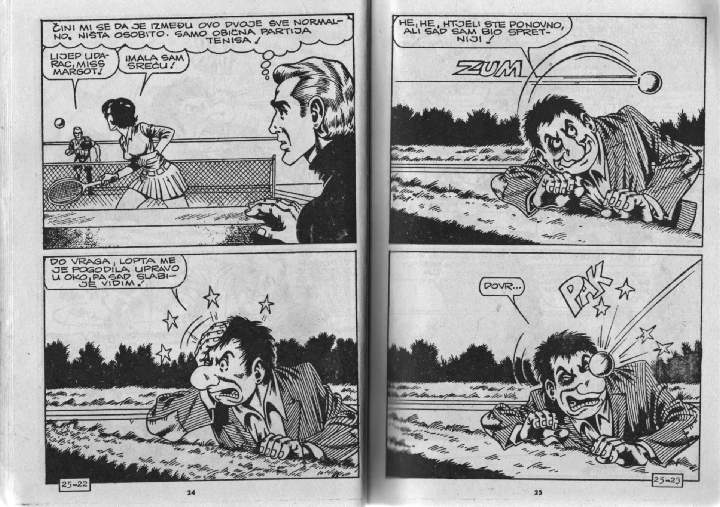 ČINI MI SE DA JE IZMEĐU OVO DVOJE SVE NORMAL-
NO, NIŠTA OSOBITO. SAMO OBIČNA PARTIJA
TENISA!
LIJEP UDA-
RAC, MISS
MARGOT!
IMALA SAM
SREĆU!
DO VRAGA, LOPTA ME
JE POGODILA UPRAVO
U OKO, PA SAD SLABI-
JE VIDIM!
25-22
24
HE, HE, HTJELI STE PONOVNO,
ALI SAD SAM BIO SPRET-
NIJI!
ZUM
DOVR...
PAK
25-23
25